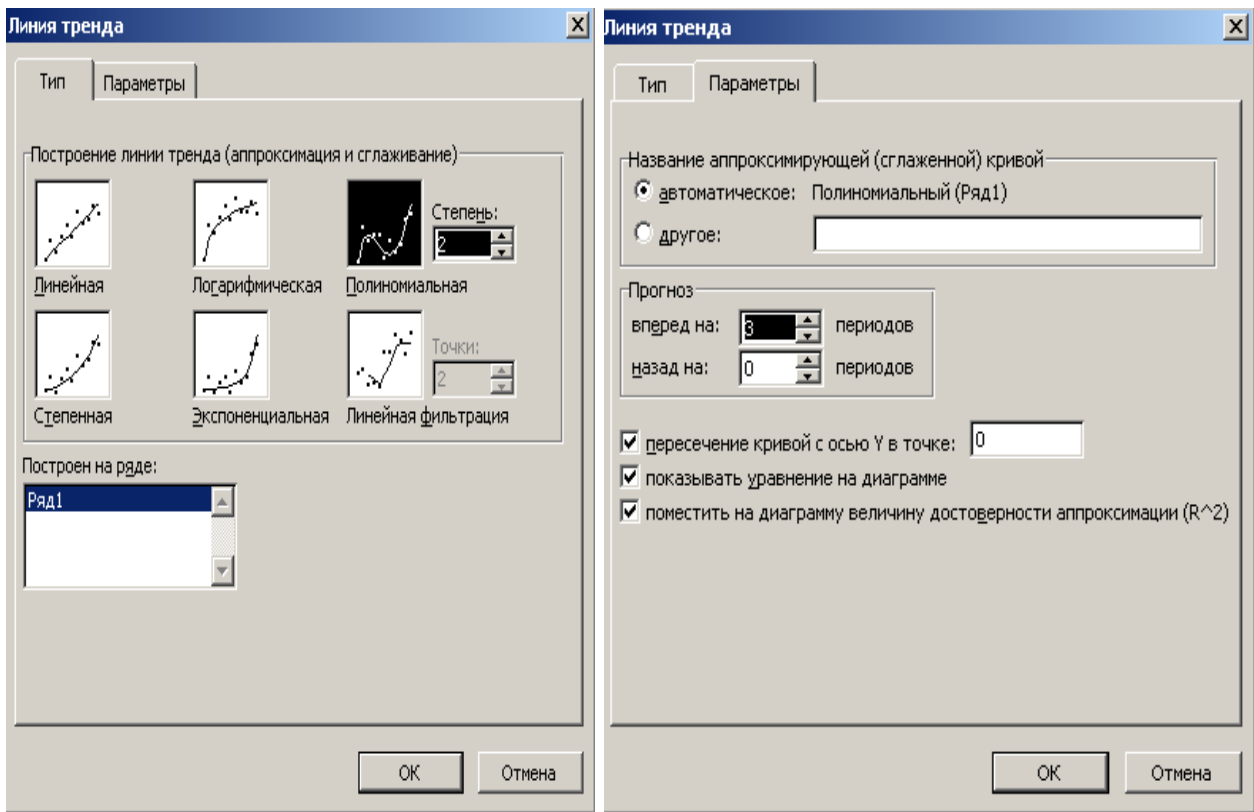 Линия тренда
Тип Параметры
Построение линии тренда (аппроксимация и сглаживание)
Степень:
2
Линейная Логарифмическая Полиномиальная
Точки:
2
Степенная Экспоненциальная Линейная фильтрация
Построен на ряде:
Ряд1
ОК Отмена
Линия тренда
Тип Параметры
Название аппроксимирующей (сглаженной) кривой
автоматическое: Полиномиальный (Ряд1)
другое:
Прогноз
вперед на: 3 периодов
назад на: 0 периодов
пересечение кривой с осью Y в точке: 0
показывать уравнение на диаграмме
поместить на диаграмму величину достоверности аппроксимации (R^2)
ОК Отмена